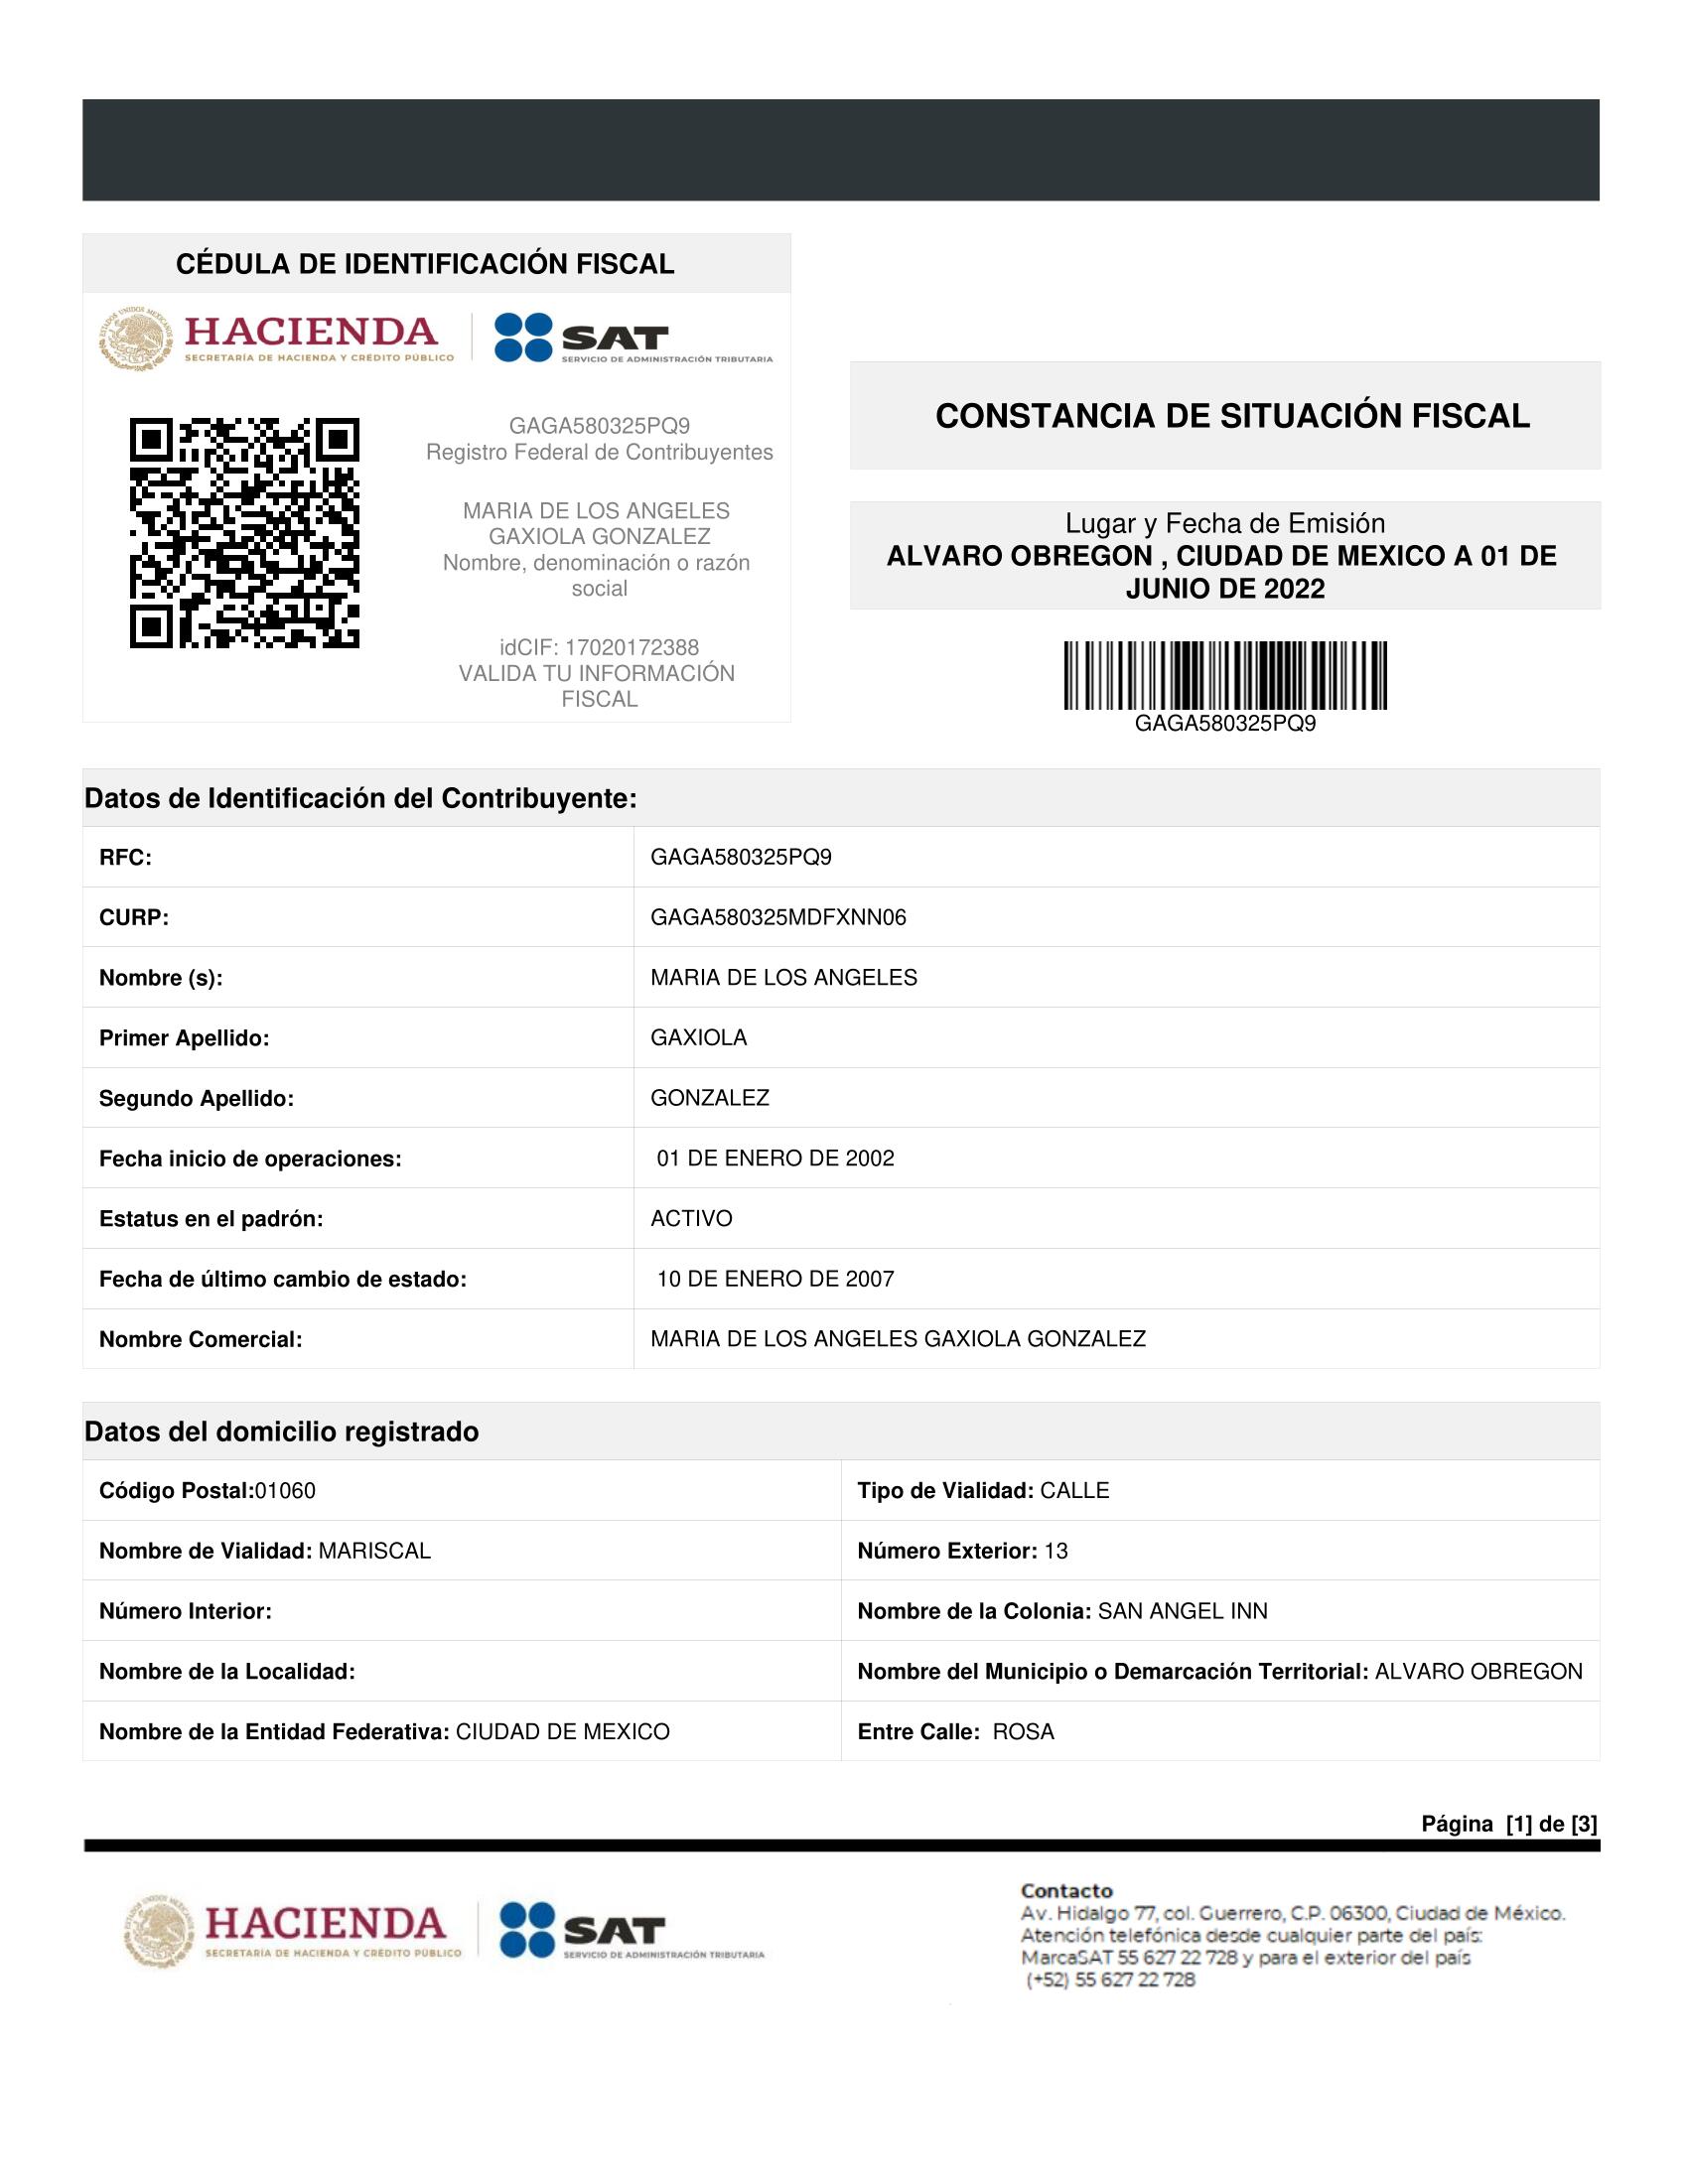 CÉDULA DE IDENTIFICACIÓN FISCAL
HACIENDA
SECRETARÍA DE HACIENDA Y CRÉDITO PÚBLICO
SAT
SERVICIO DE ADMINISTRACIÓN TRIBUTARIA
GAGA580325PQ9
Registro Federal de Contribuyentes
MARIA DE LOS ANGELES
GAXIOLA GONZALEZ
Nombre, denominación o razón
social
idCIF: 17020172388
VALIDA TU INFORMACIÓN
FISCAL
CONSTANCIA DE SITUACIÓN FISCAL
Lugar y Fecha de Emisión
ALVARO OBREGON , CIUDAD DE MEXICO A 01 DE
JUNIO DE 2022
GAGA580325PQ9
Datos de Identificación del Contribuyente:
RFC: GAGA580325PQ9
CURP: GAGA580325MDFXNN06
Nombre (s): MARIA DE LOS ANGELES
Primer Apellido: GAXIOLA
Segundo Apellido: GONZALEZ
Fecha inicio de operaciones: 01 DE ENERO DE 2002
Estatus en el padrón: ACTIVO
Fecha de último cambio de estado: 10 DE ENERO DE 2007
Nombre Comercial: MARIA DE LOS ANGELES GAXIOLA GONZALEZ
Datos del domicilio registrado
Código Postal:01060 Tipo de Vialidad: CALLE
Nombre de Vialidad: MARISCAL Número Exterior: 13
Número Interior: Nombre de la Colonia: SAN ANGEL INN
Nombre de la Localidad: Nombre del Municipio o Demarcación Territorial: ALVARO OBREGON
Nombre de la Entidad Federativa: CIUDAD DE MEXICO Entre Calle: ROSA
Página [1] de [3]
HACIENDA
SECRETARÍA DE HACIENDA Y CRÉDITO PÚBLICO
SAT
SERVICIO DE ADMINISTRACIÓN TRIBUTARIA
Contacto
Av. Hidalgo 77, col. Guerrero, C.P. 06300, Ciudad de México.
Atención telefónica desde cualquier parte del país:
MarcaSAT 55 627 22 728 y para el exterior del país
(+52) 55 627 22 728